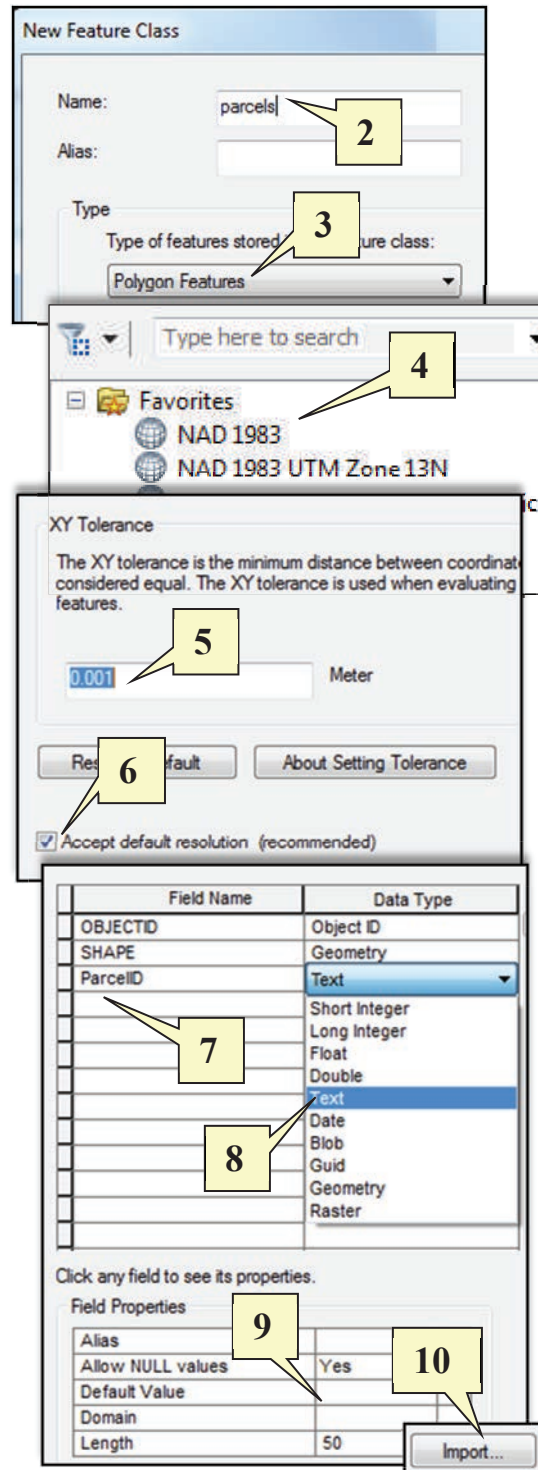 New Feature Class
Name: parcels
2
Alias:
Type
3
Type of features stored ure class:
Polygon Features
Type here to search
4
Favorites
NAD 1983
NAD 1983 UTM Zone 13N
ic
XY Tolerance
The XY tolerance is the minimum distance between coordinat
considered equal. The XY tolerance is used when evaluating
features.
5
0.001 Meter
Res fault About Setting Tolerance
6
Accept default resolution (recommended)
Field Name Data Type
OBJECTID Object ID
SHAPE Geometry
ParcelID Text
Short Integer
Long Integer
7
Float
Double
Text
Date
8
Blob
Guid
Geometry
Raster
Click any field to see its properties.
Field Properties
9
Alias
Allow NULL values Yes
10
Default Value
Domain
Length 50
Import...